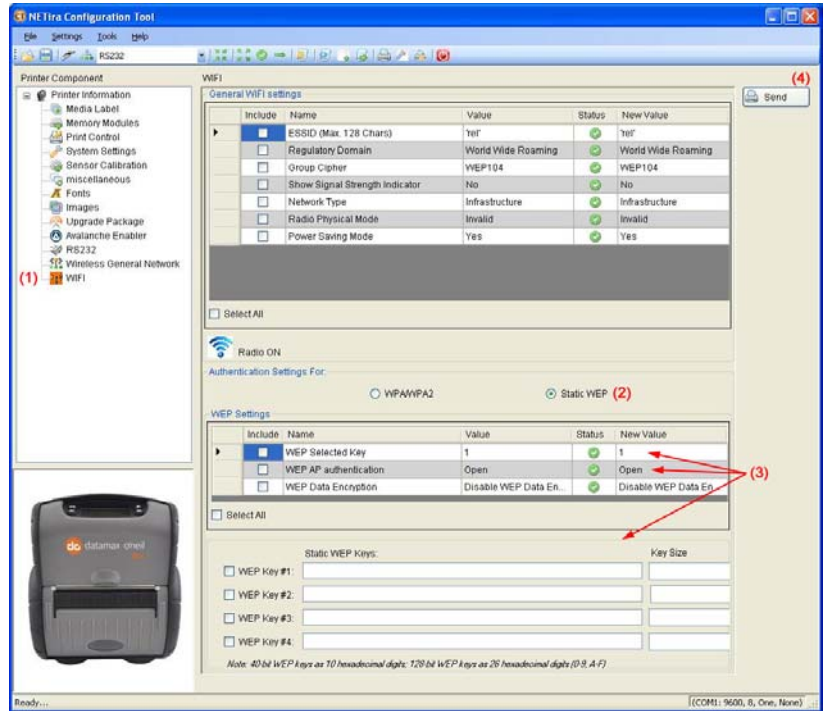 NETira Configuration Tool
File Settings Tools Help
RS232
Printer Component
Printer Information
Media Label
Memory Modules
Print Control
System Settings
Sensor Calibration
miscellaneous
Fonts
Images
Upgrade Package
Avalanche Enabler
RS232
Wireless General Network
(1) WIFI
WIFI
General WIFI settings
Include Name Value Status New Value
ESSID (Max. 128 Chars) 'rel' 'rel'
Regulatory Domain World Wide Roaming World Wide Roaming
Group Cipher WEP104 WEP104
Show Signal Strength Indicator No No
Network Type Infrastructure Infrastructure
Radio Physical Mode Invalid Invalid
Power Saving Mode Yes Yes
Select All
(4)
Send
Radio ON
Authentication Settings For:
WPA/WPA2 Static WEP (2)
WEP Settings
Include Name Value Status New Value
WEP Selected Key 1 1
WEP AP authentication Open Open
WEP Data Encryption Disable WEP Data En... Disable WEP Data En...
(3)
Select All
Static WEP Keys: Key Size
WEP Key #1:
WEP Key #2:
WEP Key #3:
WEP Key #4:
Note: 40-bit WEP keys as 10 hexadecimal digits; 128-bit WEP keys as 26 hexadecimal digits (0-9, A-F)
do datamax·oneil
Ready... (COM1: 9600, 8, One, None)